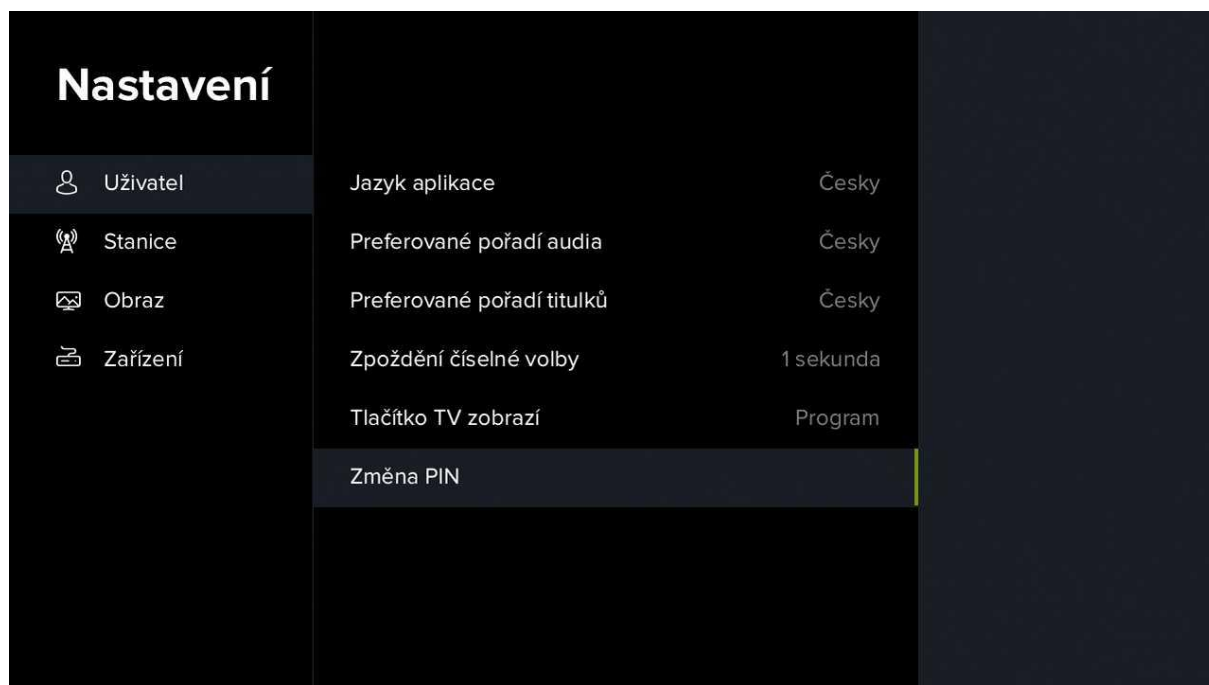 Nastavení
Uživatel
Stanice
Obraz
Zařízení
Jazyk aplikace Česky
Preferované pořadí audia Česky
Preferované pořadí titulků Česky
Zpoždění číselné volby 1 sekunda
Tlačítko TV zobrazí Program
Změna PIN